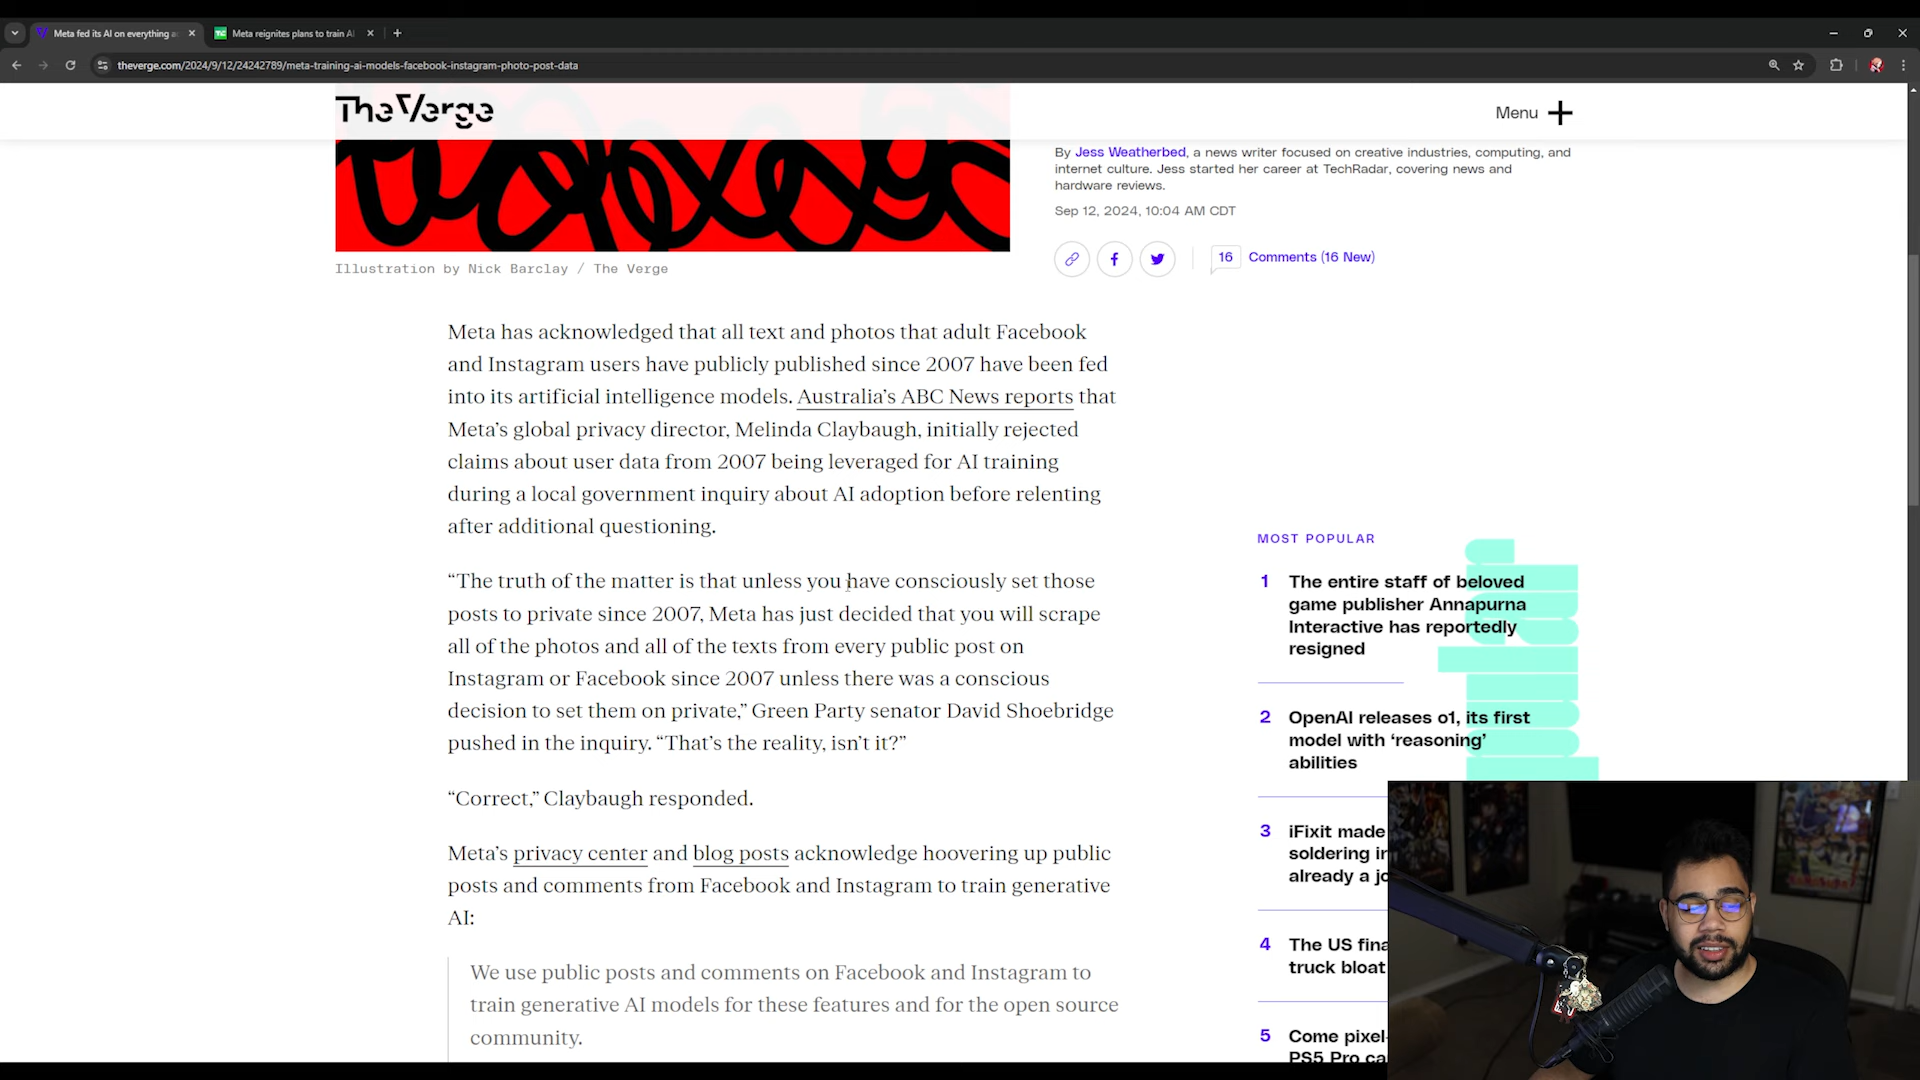 Meta fed its AI on everything a
Meta reignites plans to train AI
theverge.com/2024/9/12/24242789/meta-training-ai-models-facebook-instagram-photo-post-data
The Verge
Menu
By Jess Weatherbed, a news writer focused on creative industries, computing, and
internet culture. Jess started her career at TechRadar, covering news and
hardware reviews.
Sep 12, 2024, 10:04 AM CDT
16 Comments (16 New)
Illustration by Nick Barclay / The Verge
Meta has acknowledged that all text and photos that adult Facebook
and Instagram users have publicly published since 2007 have been fed
into its artificial intelligence models. Australia’s ABC News reports that
Meta’s global privacy director, Melinda Claybaugh, initially rejected
claims about user data from 2007 being leveraged for AI training
during a local government inquiry about AI adoption before relenting
after additional questioning.
“The truth of the matter is that unless you have consciously set those
posts to private since 2007, Meta has just decided that you will scrape
all of the photos and all of the texts from every public post on
Instagram or Facebook since 2007 unless there was a conscious
decision to set them on private,” Green Party senator David Shoebridge
pushed in the inquiry. “That’s the reality, isn’t it?”
“Correct,” Claybaugh responded.
Meta’s privacy center and blog posts acknowledge hoovering up public
posts and comments from Facebook and Instagram to train generative
AI:
We use public posts and comments on Facebook and Instagram to
train generative AI models for these features and for the open source
community.
MOST POPULAR
1 The entire staff of beloved
game publisher Annapurna
Interactive has reportedly
resigned
2 OpenAI releases o1, its first
model with ‘reasoning’
abilities
3 iFixit made
soldering ir
already a jo
4 The US fina
truck bloat
5 Come pixel-
PS5 Pro ca